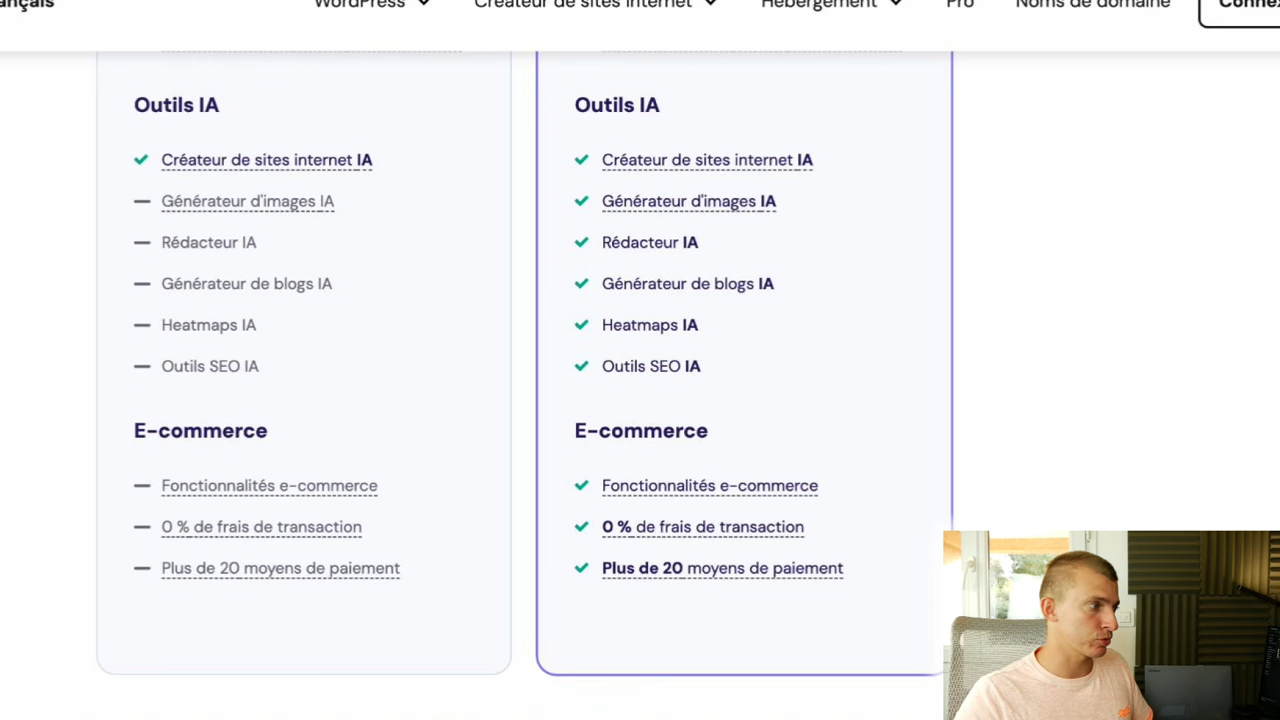 ançais
WordPress
Créateur de sites internet
Hébergement
Pro
Noms de domaine
Connex
Outils IA
Créateur de sites internet IA
Générateur d'images IA
Rédacteur IA
Générateur de blogs IA
Heatmaps IA
Outils SEO IA
E-commerce
Fonctionnalités e-commerce
0 % de frais de transaction
Plus de 20 moyens de paiement
Outils IA
Créateur de sites internet IA
Générateur d'images IA
Rédacteur IA
Générateur de blogs IA
Heatmaps IA
Outils SEO IA
E-commerce
Fonctionnalités e-commerce
0 % de frais de transaction
Plus de 20 moyens de paiement